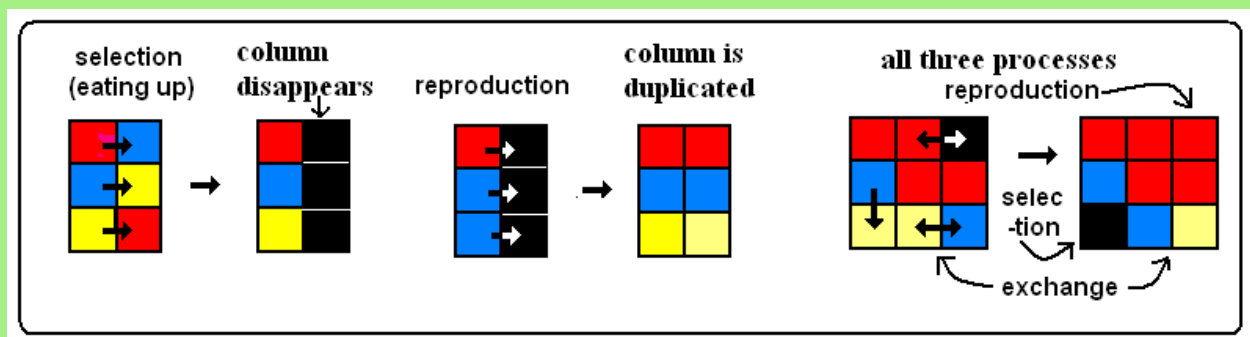 selection
(eating up)
column
disappears
reproduction
column is
duplicated
all three processes
reproduction
selec
-tion
exchange